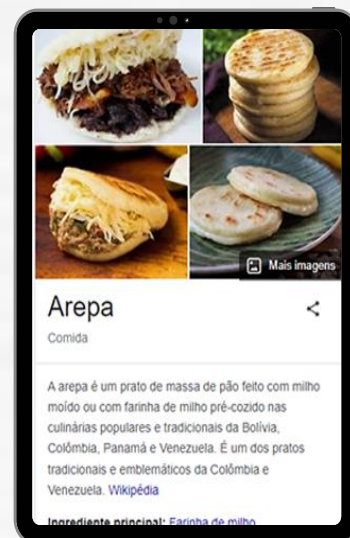 Mais imagens
Arepa
Comida
A arepa é um prato de massa de pão feito com milho
moído ou com farinha de milho pré-cozido nas
culinárias populares e tradicionais da Bolívia,
Colômbia, Panamá e Venezuela. É um dos pratos
tradicionais e emblemáticos da Colômbia e
Venezuela. Wikipédia
Ingrediente principal: Farinha de milho